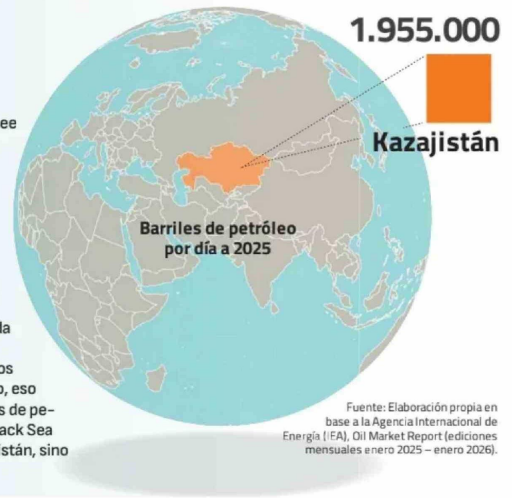 1.955.000
Kazajistán
Barriles de petróleo
por día a 2025
ee
la
os
o, eso
s de pe-
ack Sea
stán, sino
Fuente: Elaboración propia en
base a la Agencia Internacional de
Energía (IEA), Oil Market Report (ediciones
mensuales enero 2025 – enero 2026).